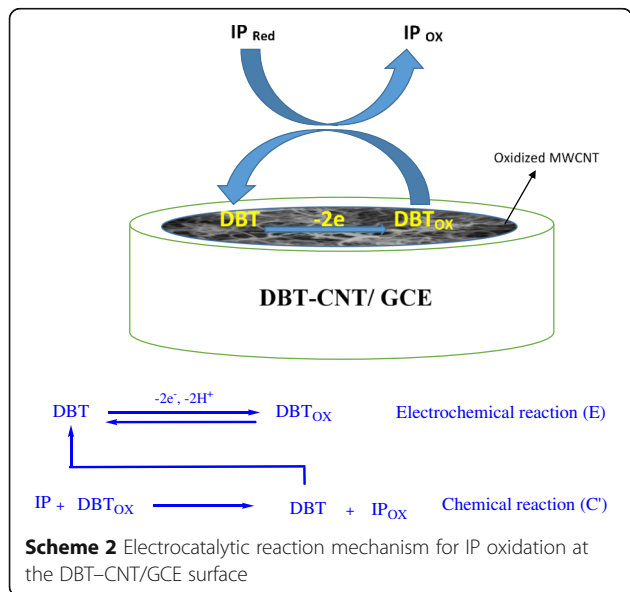 IP Red IP OX
Oxidized MWCNT
DBT -2e DBTOX
DBT-CNT/ GCE
-2e-, -2H+
DBT DBTOX Electrochemical reaction (E)
IP + DBTOX DBT + IPOX Chemical reaction (C')
Scheme 2 Electrocatalytic reaction mechanism for IP oxidation at
the DBT–CNT/GCE surface